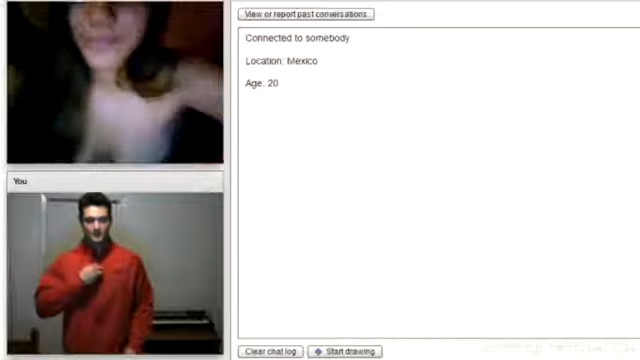 View or report past conversations.
Connected to somebody
Location: Mexico
Age: 20
You
Clear chat log
Start drawing